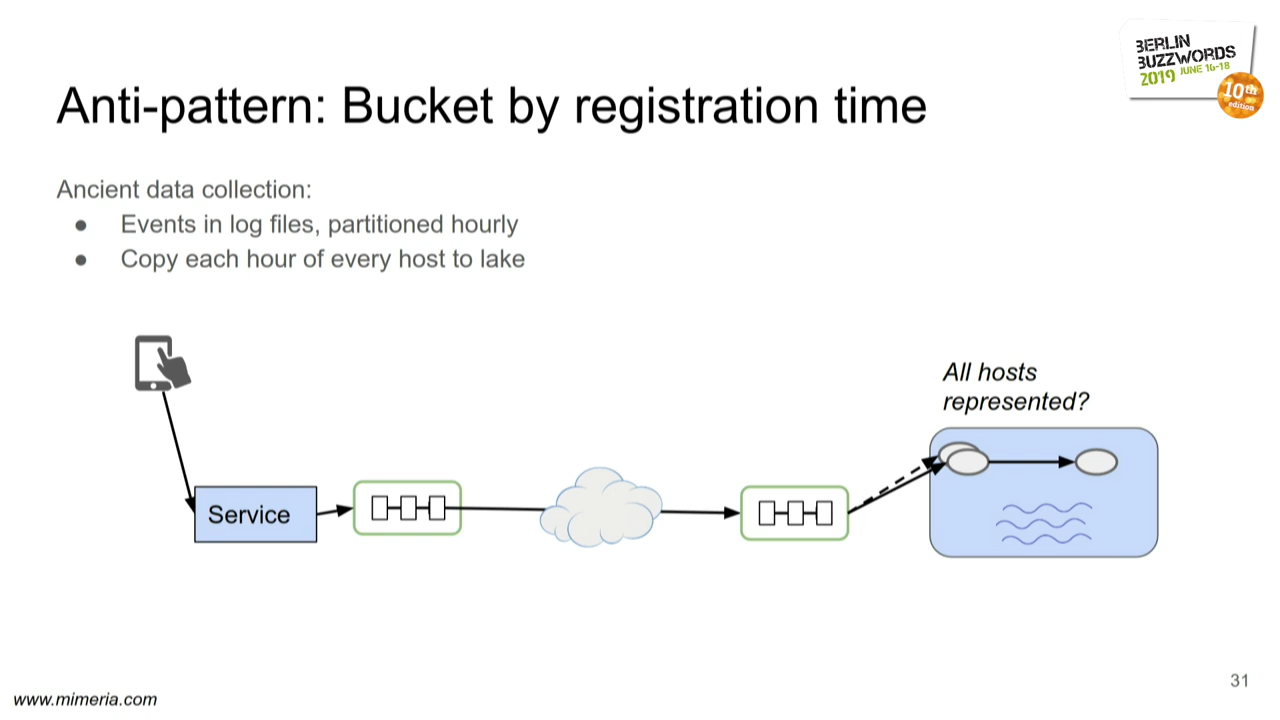 BERLIN
BUZZWORDS
2019 JUNE 16-18
10th
edition
Anti-pattern: Bucket by registration time
Ancient data collection:
● Events in log files, partitioned hourly
● Copy each hour of every host to lake
All hosts
represented?
Service
31
www.mimeria.com